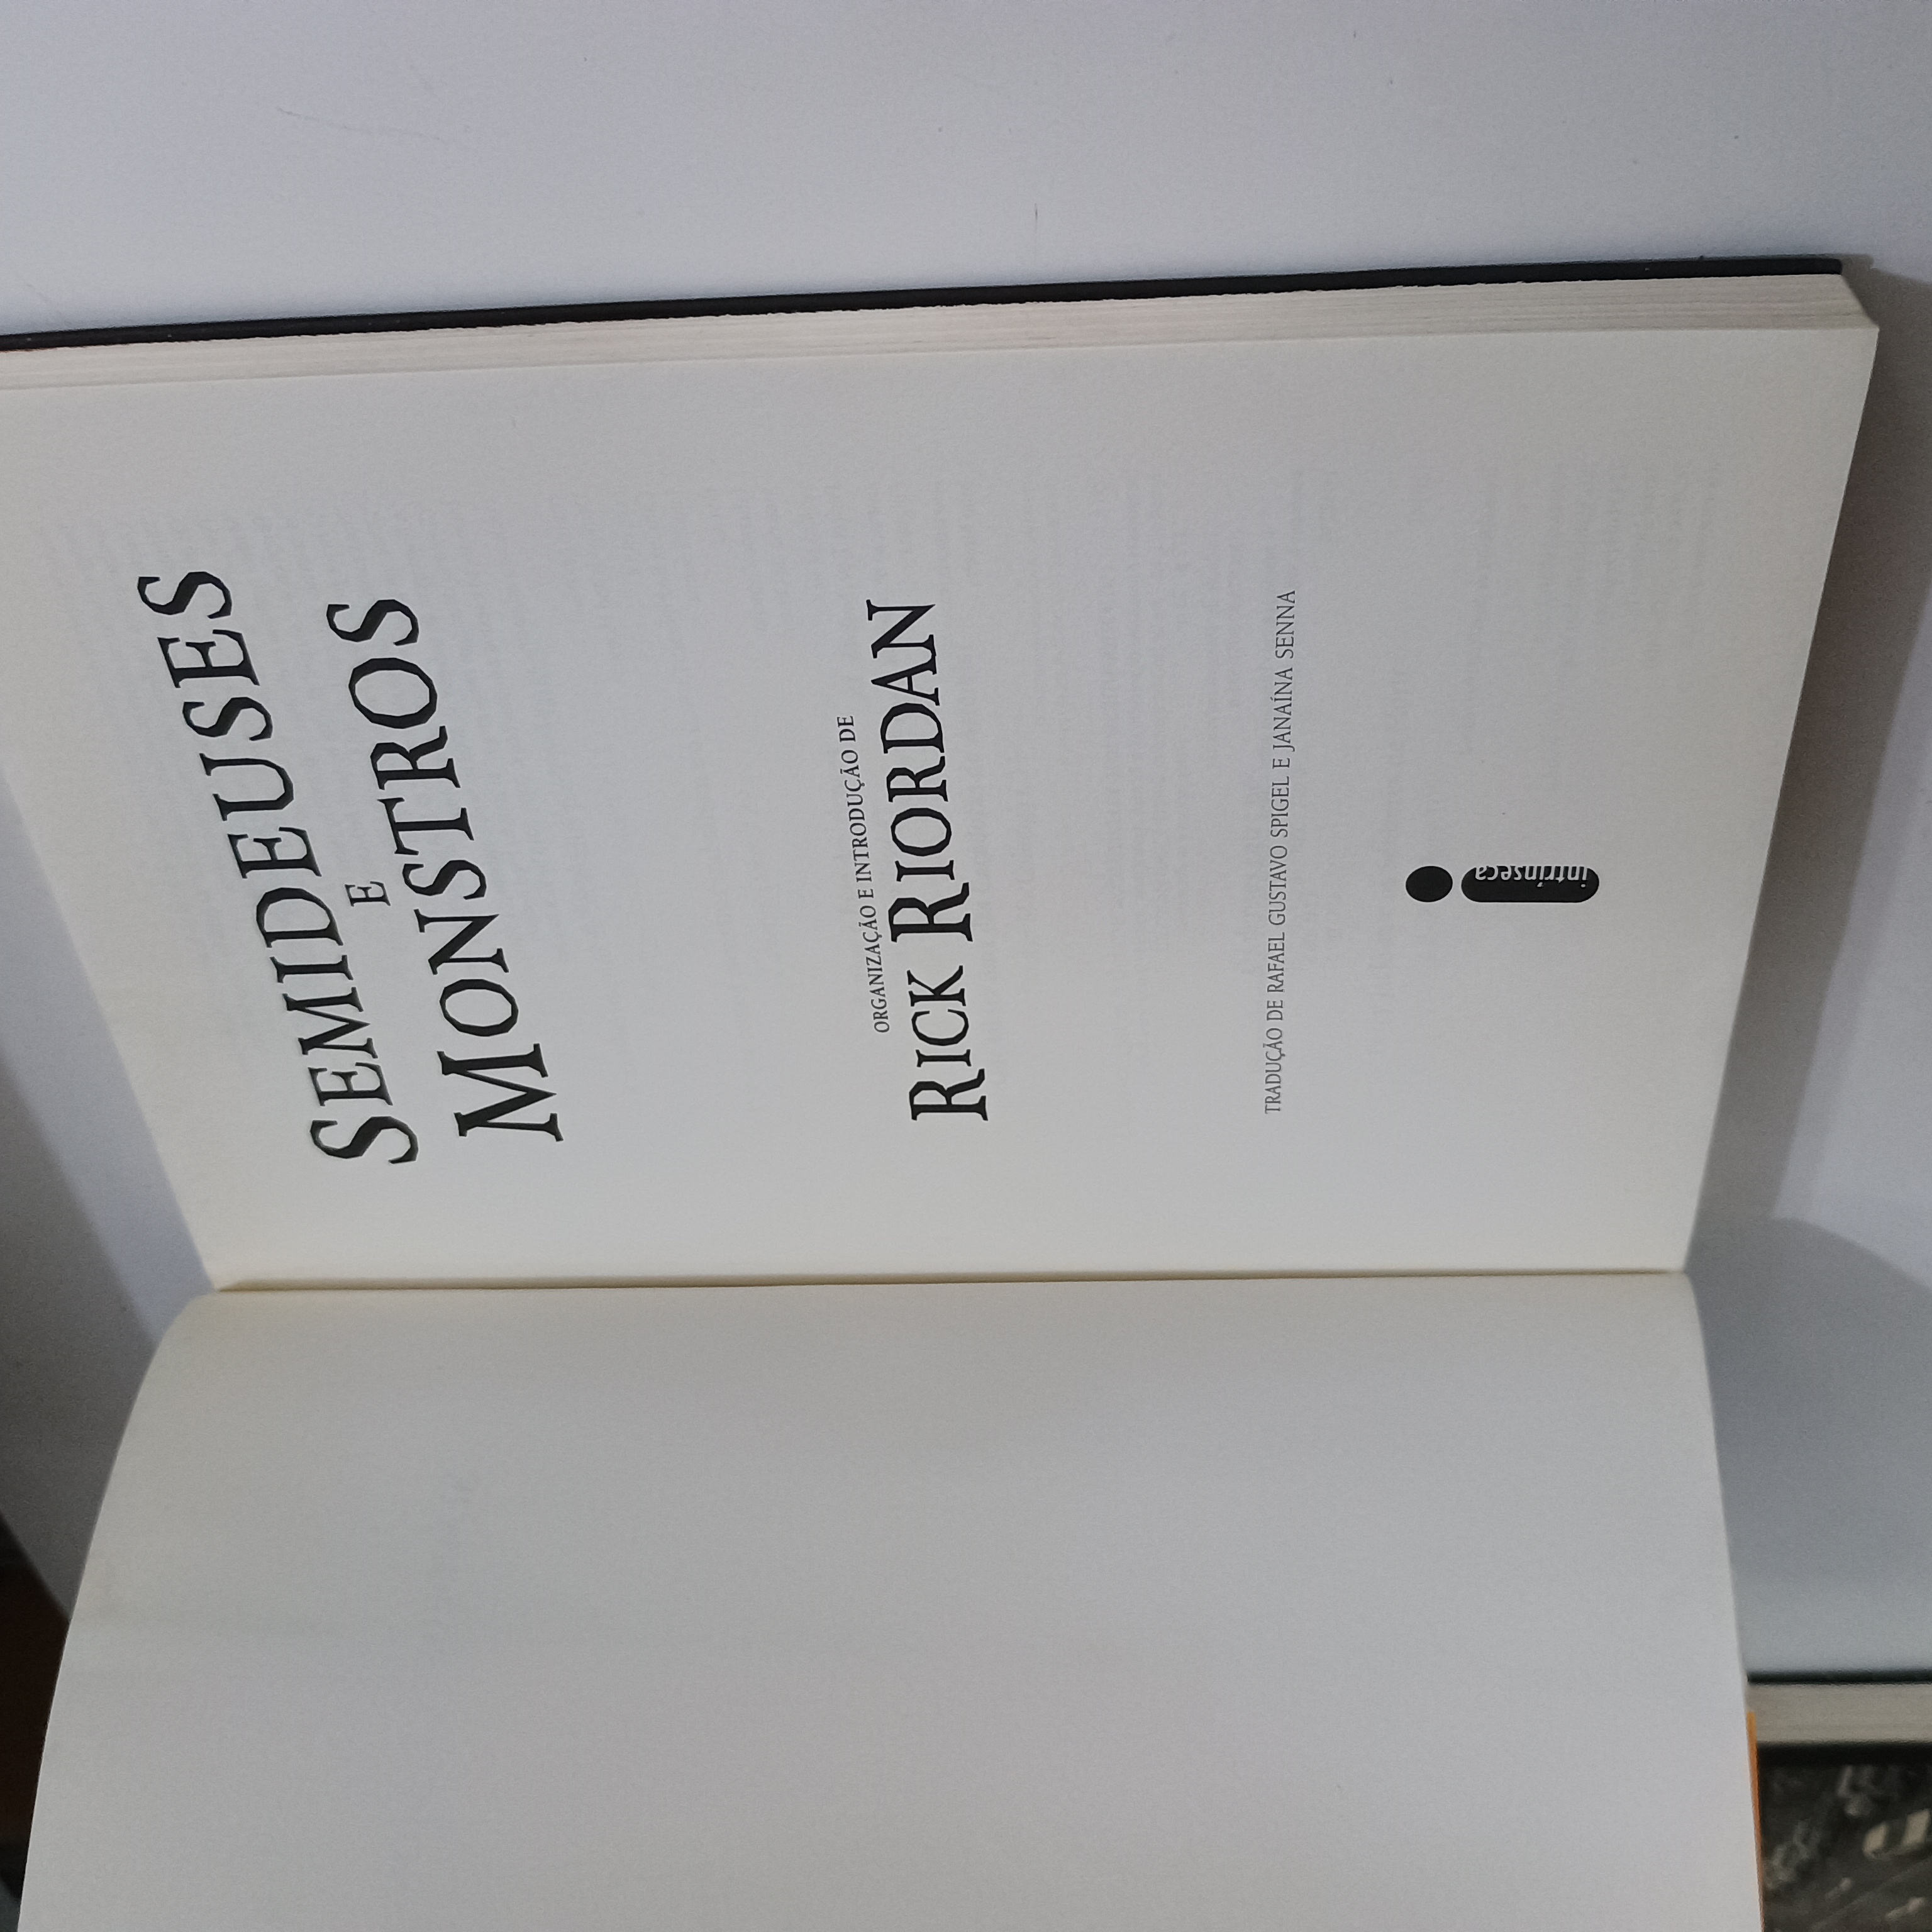 SEMIDEUSES
E
MONSTROS
ORGANIZAÇÃO E INTRODUÇÃO DE
RICK RIORDAN
TRADUÇÃO DE RAFAEL GUSTAVO SPIGEL E JANAÍNA SENNA
intrínseca